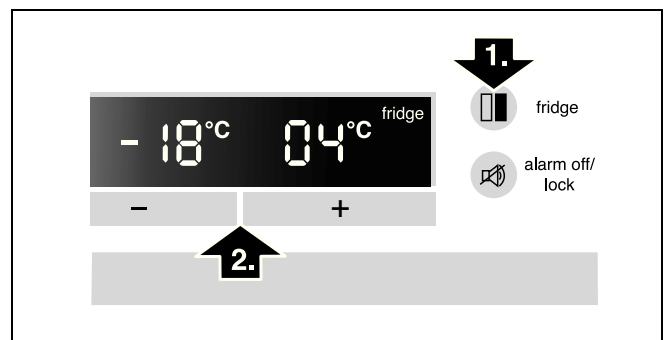 1.
-18°C 04°C fridge
fridge
alarm off/
lock
− +
2.